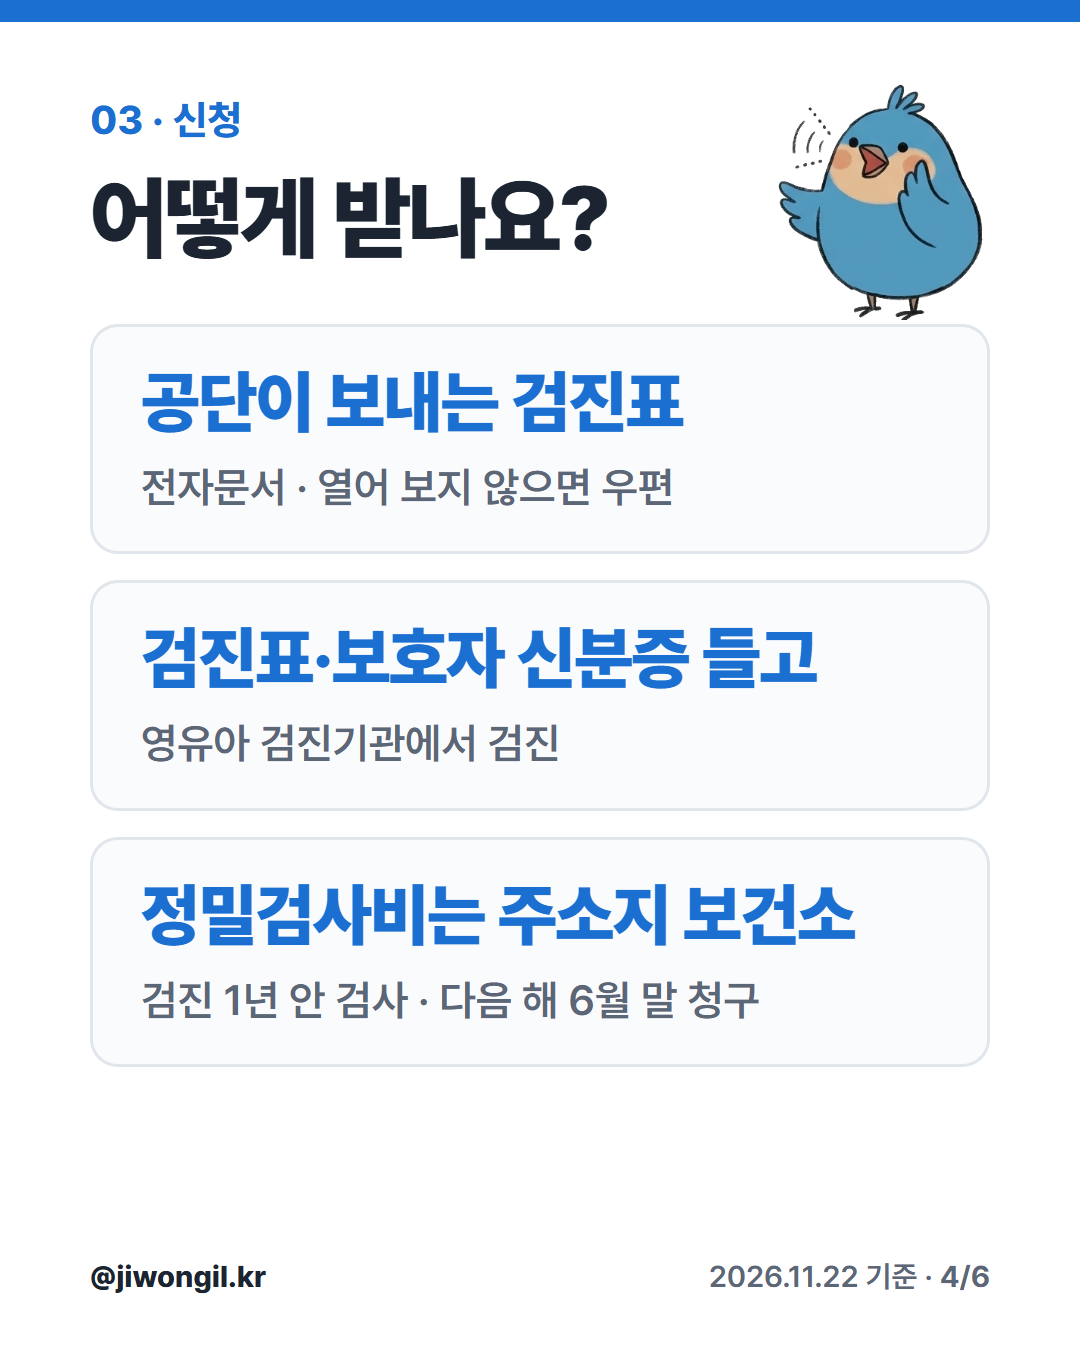 03 · 신청
어떻게 받나요?
공단이 보내는 검진표
전자문서 · 열어 보지 않으면 우편
검진표·보호자 신분증 들고
영유아 검진기관에서 검진
정밀검사비는 주소지 보건소
검진 1년 안 검사 · 다음 해 6월 말 청구
@jiwongil.kr
2026.11.22 기준 · 4/6